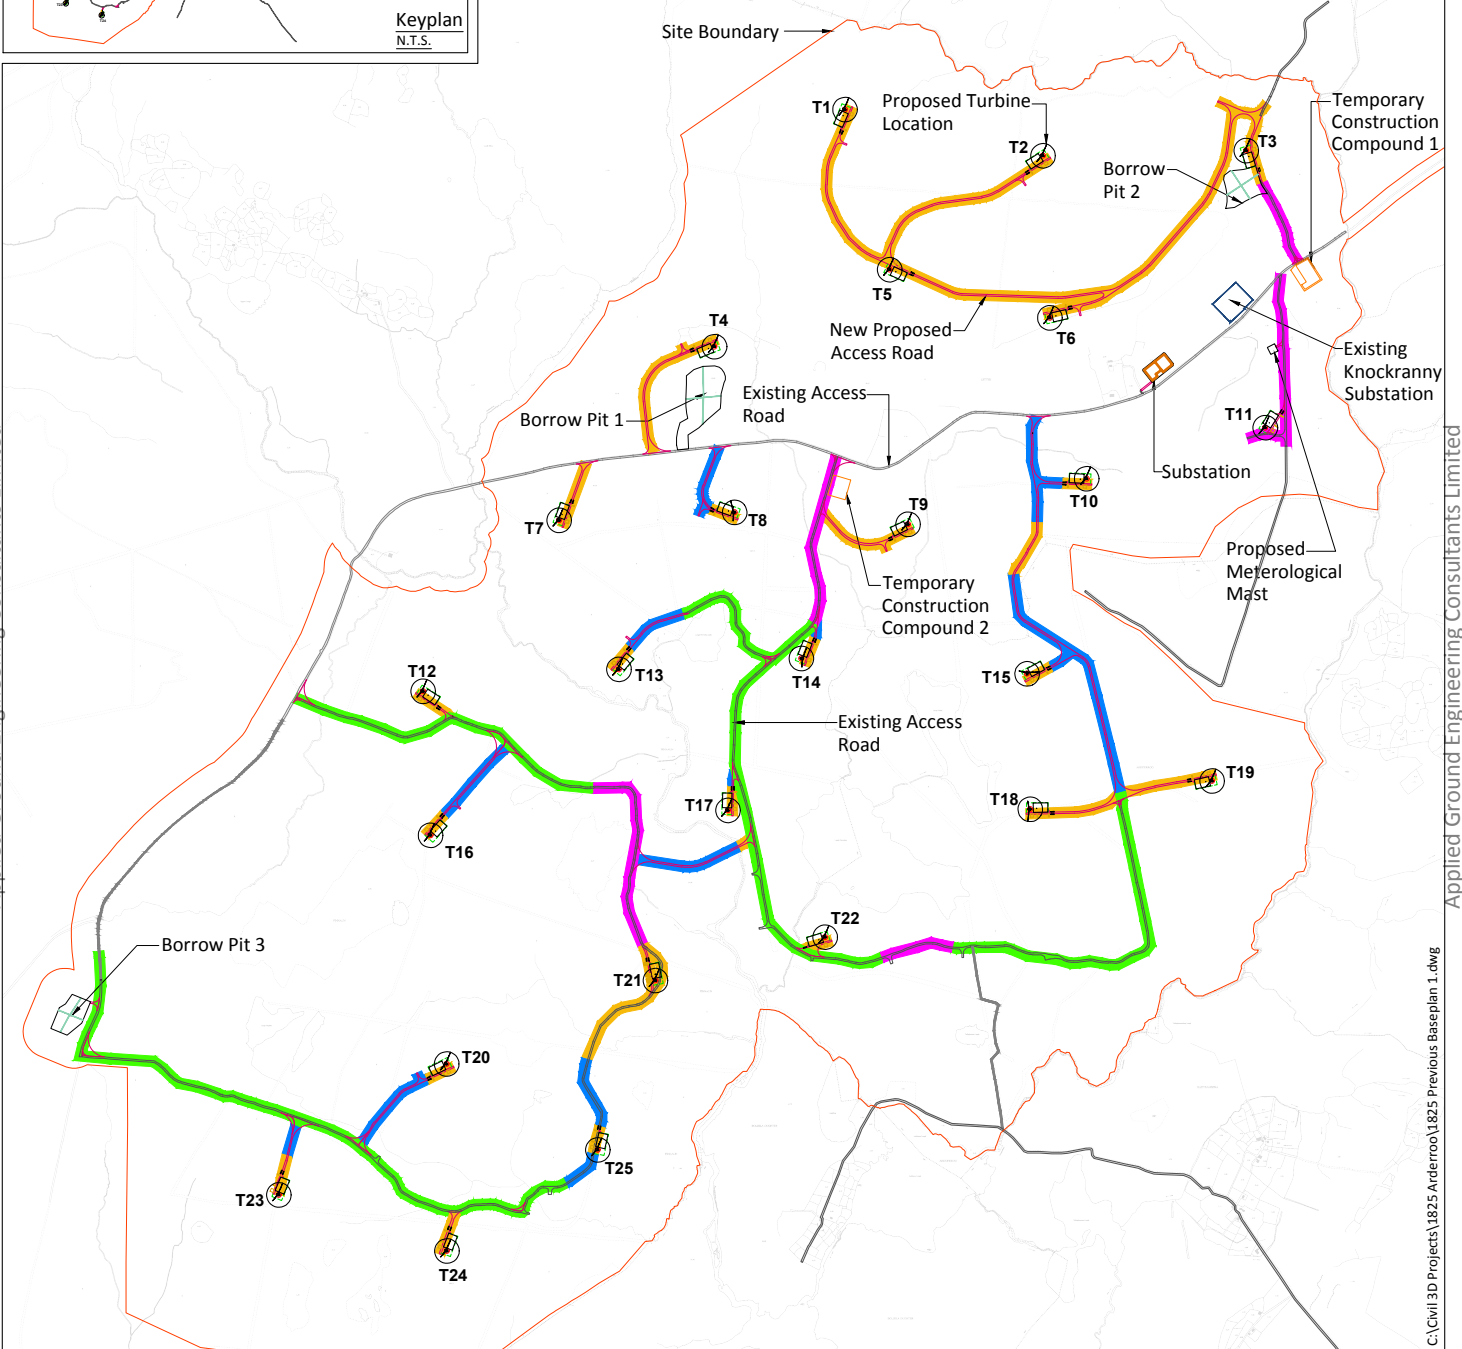 Keyplan
N.T.S.
Site Boundary
T1
Proposed Turbine
Location
T2
T3
Temporary
Construction
Compound 1
Borrow
Pit 2
T5
T6
New Proposed
Access Road
T4
Existing
Knockranny
Substation
Borrow Pit 1
Existing Access
Road
T11
Substation
T7
T8
T9
T10
Proposed
Meterological
Mast
Temporary
Construction
Compound 2
T12
T13
T14
T15
Existing Access
Road
T16
T17
T18
T19
T22
Borrow Pit 3
T21
T20
T25
T23
T24
Applied Ground Engineering Consultants Limited
C:\Civil 3D Projects\1825 Arderroo\1825 Previous Baseplan 1.dwg